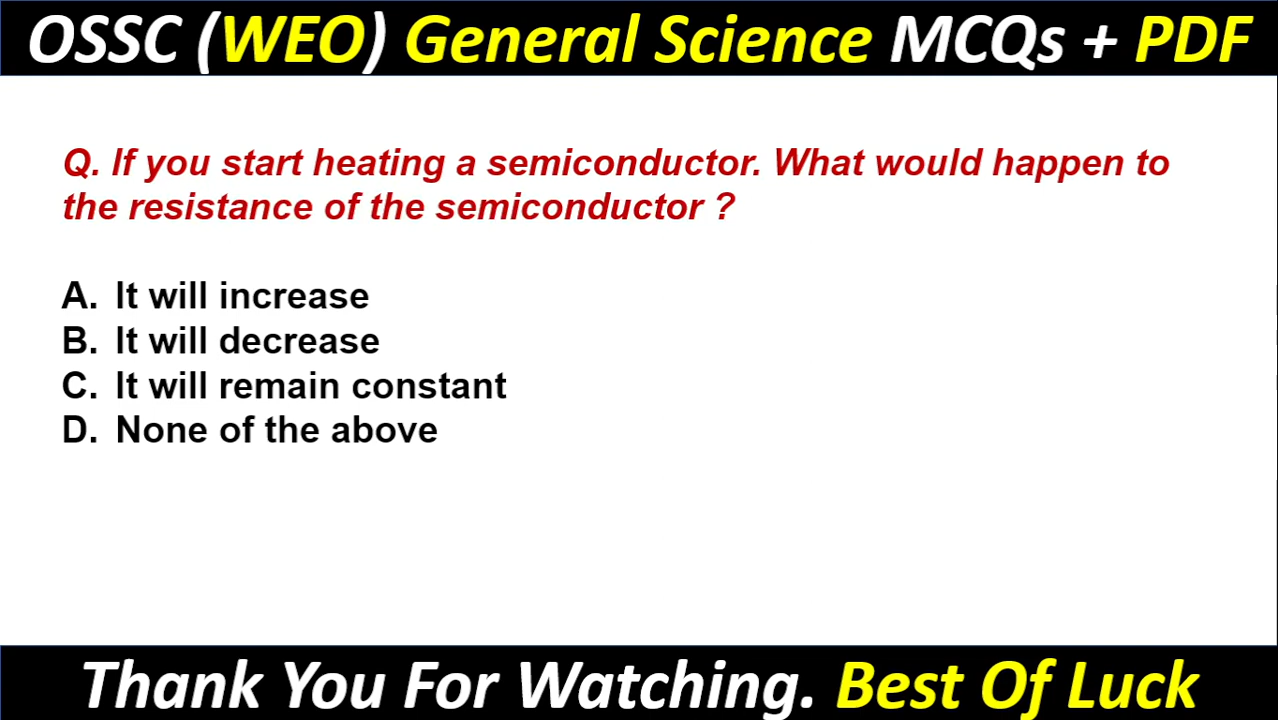 OSSC (WEO) General Science MCQs + PDF
Q. If you start heating a semiconductor. What would happen to
the resistance of the semiconductor ?
A. It will increase
B. It will decrease
C. It will remain constant
D. None of the above
Thank You For Watching. Best Of Luck